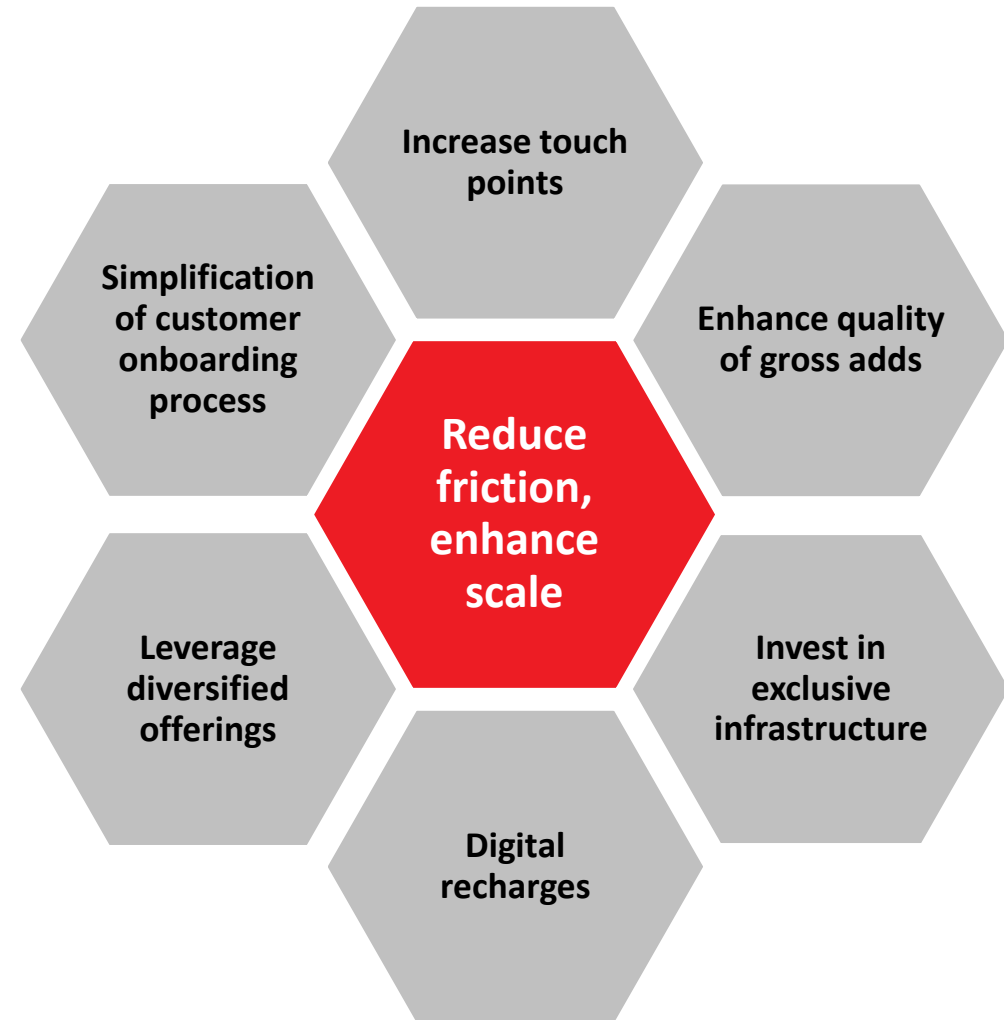 Increase touch
points
Simplification
of customer
onboarding
process
Enhance quality
of gross adds
Reduce
friction,
enhance
scale
Leverage
diversified
offerings
Invest in
exclusive
infrastructure
Digital
recharges